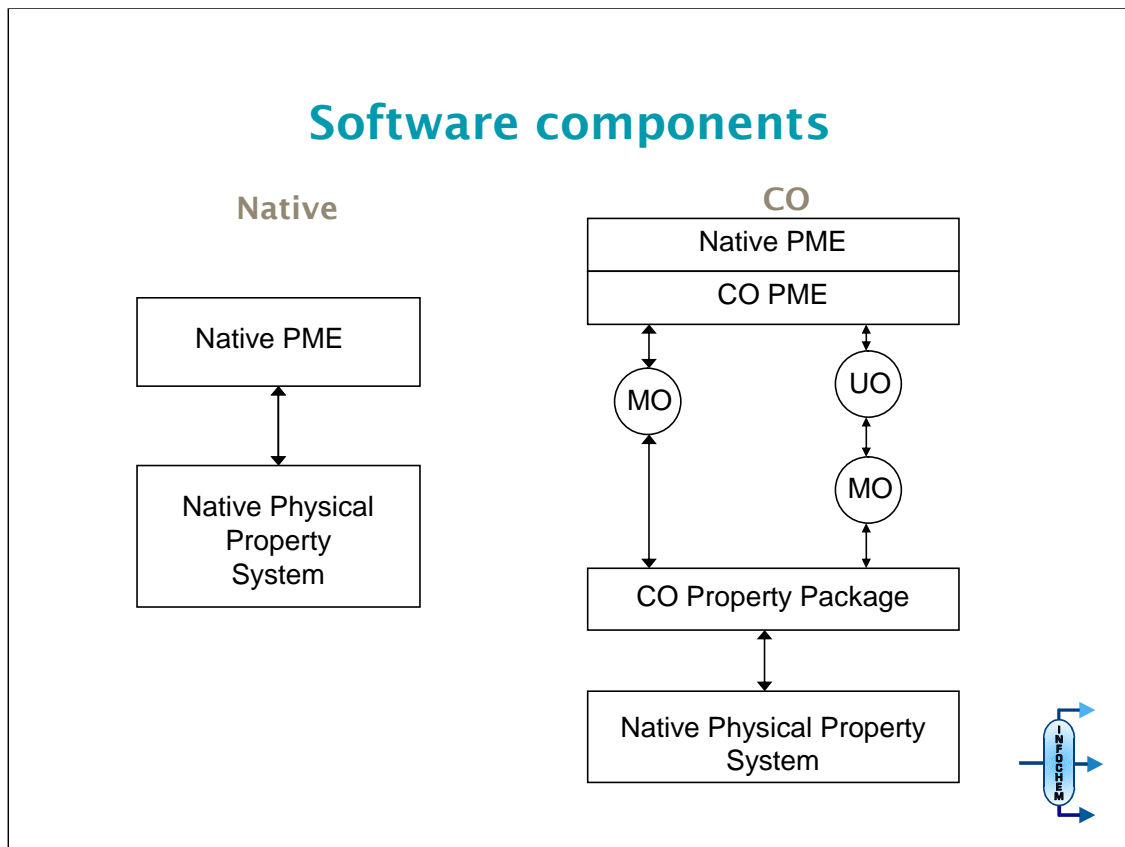 Software components
Native
Native PME
Native Physical
Property
System
CO
Native PME
CO PME
MO
UO
MO
CO Property Package
Native Physical Property
System
INFOCHEM